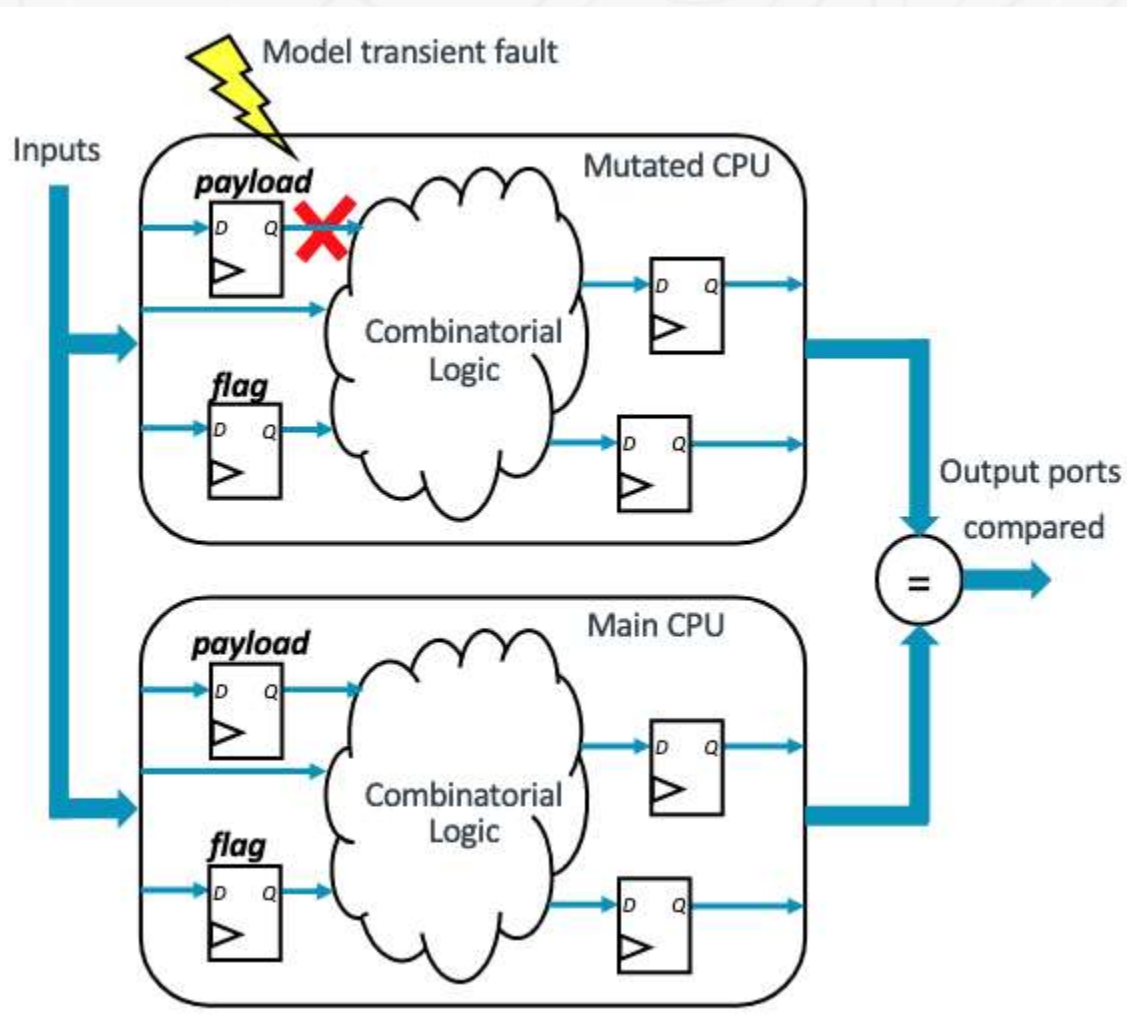 Model transient fault
Inputs
Mutated CPU
payload
D Q
Combinatorial
Logic
D Q
flag
D Q
D Q
Output ports
compared
=
Main CPU
payload
D Q
Combinatorial
Logic
D Q
flag
D Q
D Q